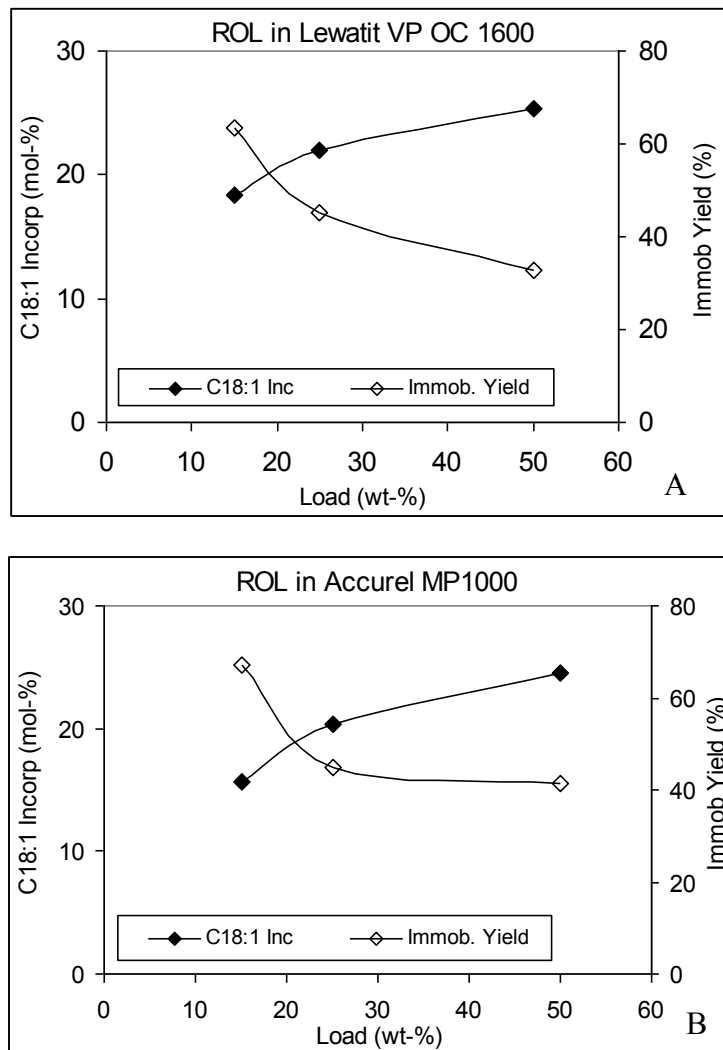 ROL in Lewatit VP OC 1600
30
20
10
0
C18:1 Incorp (mol-%)
80
60
40
20
0
Immob Yield (%)
C18:1 Inc
Immob. Yield
0 10 20 30 40 50 60
Load (wt-%)
A
ROL in Accurel MP1000
30
20
10
0
C18:1 Incorp (mol-%)
80
60
40
20
0
Immob Yield (%)
C18:1 Inc
Immob. Yield
0 10 20 30 40 50 60
Load (wt-%)
B